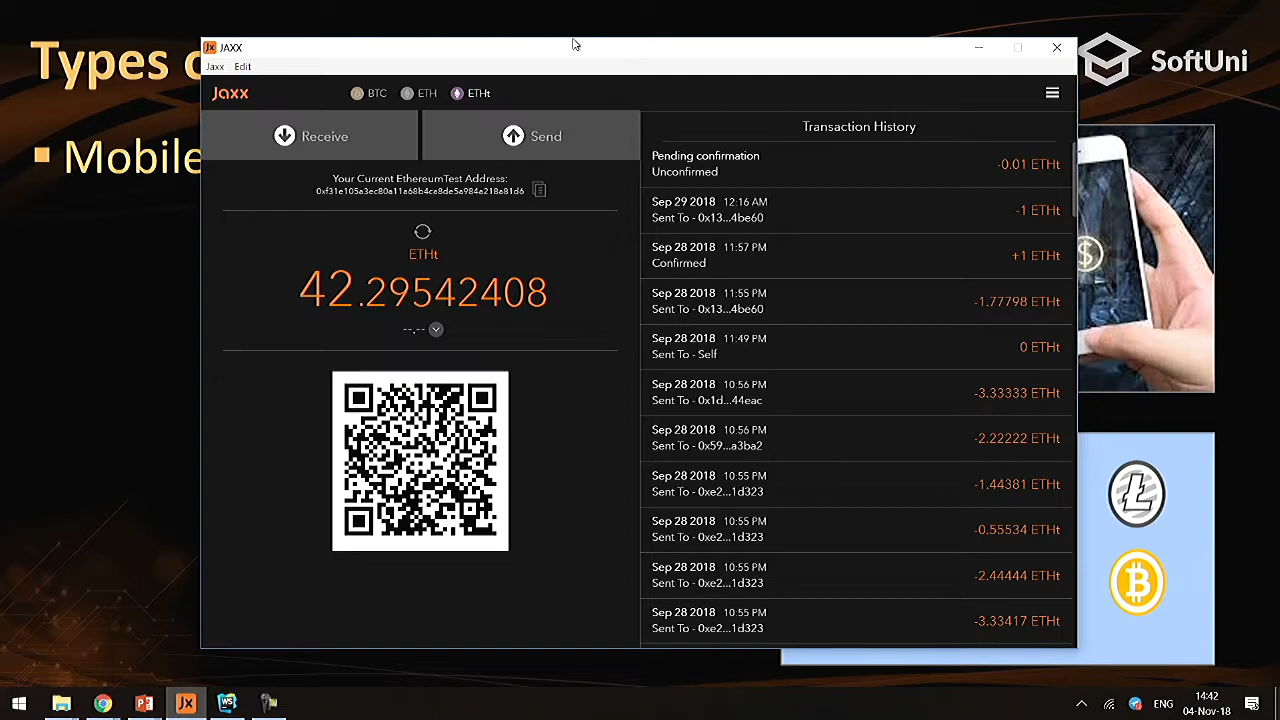 Types
SoftUni
Mobile
Jx JAXX
Jaxx Edit
Jaxx
BTC ETH ETHt
Receive
Send
Your Current EthereumTest Address:
0xf31e105a3ec80a11a68b4ce8de5a984e218a81d6
ETHt
42.29542408
--.--
Transaction History
Pending confirmation
Unconfirmed
-0.01 ETHt
Sep 29 2018 12:16 AM
Sent To - 0x13...4be60
-1 ETHt
Sep 28 2018 11:57 PM
Confirmed
+1 ETHt
Sep 28 2018 11:55 PM
Sent To - 0x13...4be60
-1.77798 ETHt
Sep 28 2018 11:49 PM
Sent To - Self
0 ETHt
Sep 28 2018 10:56 PM
Sent To - 0x1d...44eac
-3.33333 ETHt
Sep 28 2018 10:56 PM
Sent To - 0x59...a3ba2
-2.22222 ETHt
Sep 28 2018 10:55 PM
Sent To - 0xe2...1d323
-1.44381 ETHt
Sep 28 2018 10:55 PM
Sent To - 0xe2...1d323
-0.55534 ETHt
Sep 28 2018 10:55 PM
Sent To - 0xe2...1d323
-2.44444 ETHt
Sep 28 2018 10:55 PM
Sent To - 0xe2...1d323
-3.33417 ETHt
Jx
WS
ENG
14:42
04-Nov-18